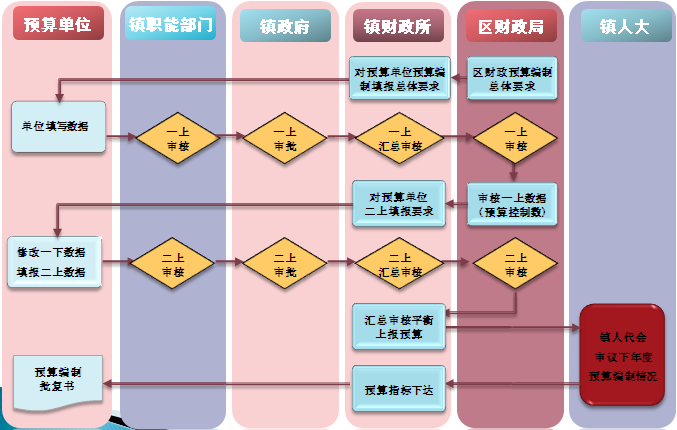 预算单位
镇职能部门
镇政府
镇财政所
区财政局
镇人大
对预算单位预算编
制填报总体要求
区财政预算编制
总体要求
单位填写数据
一上
审核
一上
审批
一上
汇总审核
一上
审核
对预算单位
二上填报要求
审核一上数据
(预算控制数)
修改一下数据
填报二上数据
二上
审核
二上
审批
二上
汇总审核
二上
审核
汇总审核平衡
上报预算
镇人代会
审议下年度
预算编制情况
预算编制
批复书
预算指标下达